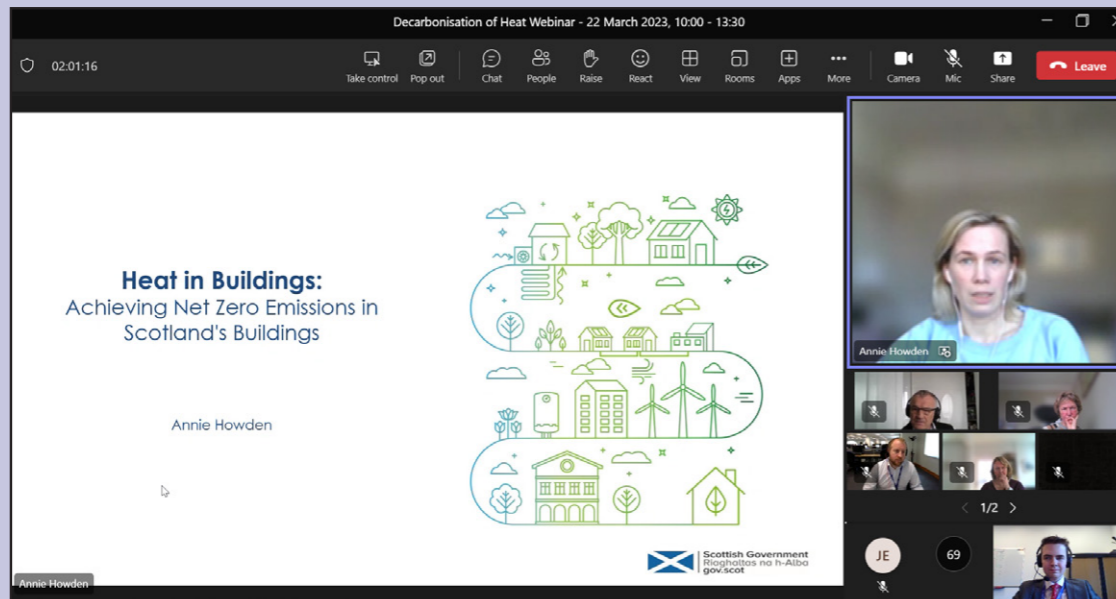 Decarbonisation of Heat Webinar - 22 March 2023, 10:00 - 13:30
02:01:16
Take control
Pop out
Chat
People
Raise
React
View
Rooms
Apps
More
Camera
Mic
Share
Leave
Heat in Buildings:
Achieving Net Zero Emissions in
Scotland's Buildings
Annie Howden
Scottish Government
Riaghaltas na h-Alba
gov.scot
Annie Howden
Annie Howden
1/2
JE
69